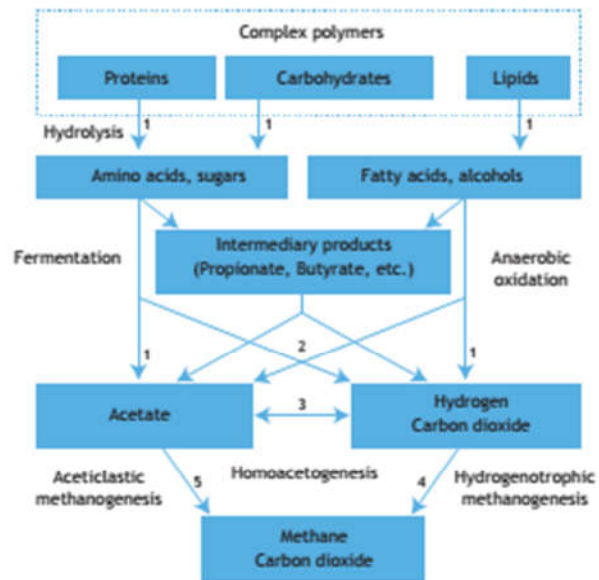 Complex polymers
Proteins
Carbohydrates
Lipids
Hydrolysis
1
1
1
Amino acids, sugars
Fatty acids, alcohols
Fermentation
Intermediary products
(Propionate, Butyrate, etc.)
Anaerobic
oxidation
1
2
1
Acetate
3
Hydrogen
Carbon dioxide
Aceticlastic
methanogenesis
5
Homoacetogenesis
4
Hydrogenotrophic
methanogenesis
Methane
Carbon dioxide